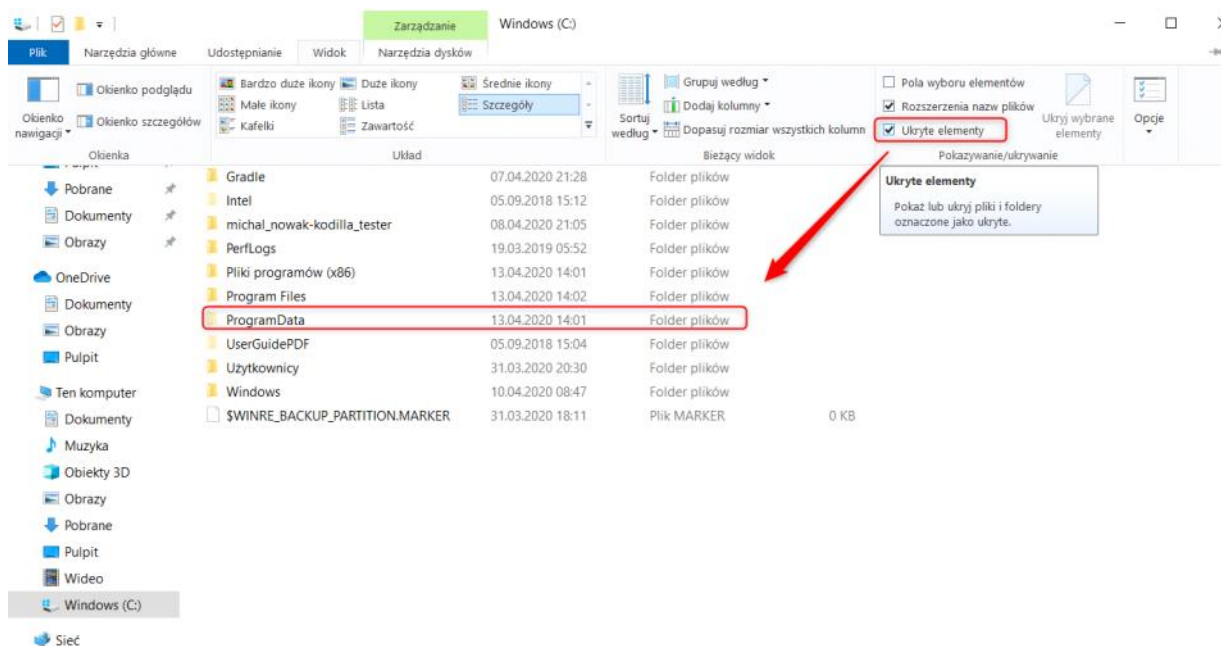 Zarządzanie Windows (C:)
Plik Narzędzia główne Udostępnianie Widok Narzędzia dysków
Okienko nawigacji
Okienko podglądu
Okienko szczegółów
Okienka
Bardzo duże ikony Duże ikony Średnie ikony
Małe ikony Lista Szczegóły
Kafelki Zawartość
Układ
Sortuj według
Grupuj według
Dodaj kolumny
Dopasuj rozmiar wszystkich kolumn
Bieżący widok
Pola wyboru elementów
Rozszerzenia nazw plików
Ukryte elementy
Ukryj wybrane elementy
Pokazywanie/ukrywanie
Opcje
Ukryte elementy
Pokaż lub ukryj pliki i foldery
oznaczone jako ukryte.
Pobrane
Dokumenty
Obrazy
OneDrive
Dokumenty
Obrazy
Pulpit
Ten komputer
Dokumenty
Muzyka
Obiekty 3D
Obrazy
Pobrane
Pulpit
Wideo
Windows (C:)
Sieć
Gradle 07.04.2020 21:28 Folder plików
Intel 05.09.2018 15:12 Folder plików
michal_nowak-kodilla_tester 08.04.2020 21:05 Folder plików
PerfLogs 19.03.2019 05:52 Folder plików
Pliki programów (x86) 13.04.2020 14:01 Folder plików
Program Files 13.04.2020 14:02 Folder plików
ProgramData 13.04.2020 14:01 Folder plików
UserGuidePDF 05.09.2018 15:04 Folder plików
Użytkownicy 31.03.2020 20:30 Folder plików
Windows 10.04.2020 08:47 Folder plików
$WINRE_BACKUP_PARTITION.MARKER 31.03.2020 18:11 Plik MARKER 0 KB